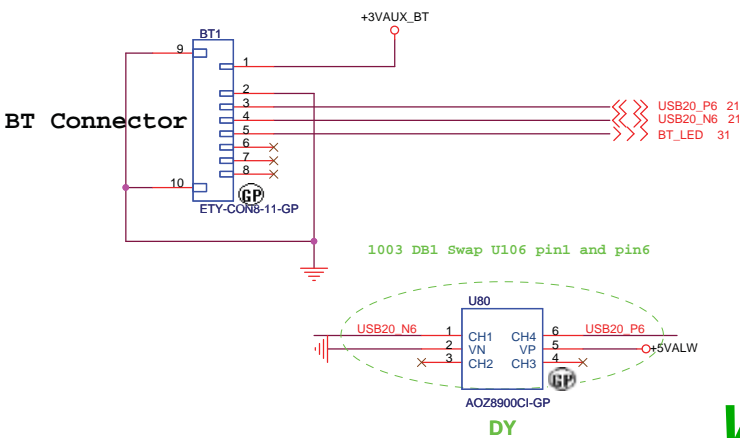 +3VAUX_BT
BT1
9
1
2
3
USB20_P6 21
BT Connector
4
USB20_N6 21
5
BT_LED 31
6
7
8
10
GP
ETY-CON8-11-GP
1003 DB1 Swap U106 pin1 and pin6
U80
USB20_N6 1 CH1 CH4 6 USB20_P6
2 VN VP 5 +5VALW
3 CH2 CH3 4
GP
AOZ8900CI-GP
DY